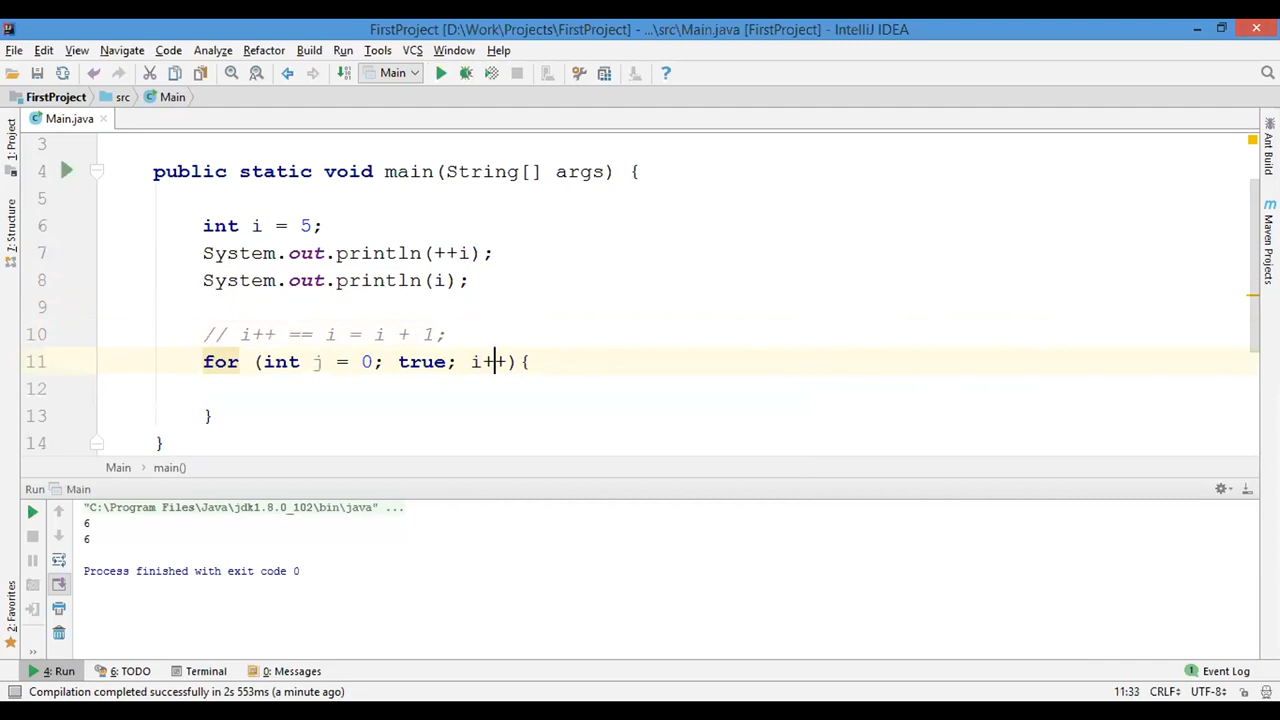 FirstProject [D:\Work\Projects\FirstProject] - ...\src\Main.java [FirstProject] - IntelliJ IDEA
File Edit View Navigate Code Analyze Refactor Build Run Tools VCS Window Help
Main
FirstProject src Main
Main.java
3
4 public static void main(String[] args) {
5
6 int i = 5;
7 System.out.println(++i);
8 System.out.println(i);
9
10 // i++ == i = i + 1;
11 for (int j = 0; true; i++){
12
13 }
14 }
Main main()
Run Main
"C:\Program Files\Java\jdk1.8.0_102\bin\java" ...
6
6
Process finished with exit code 0
1: Project
7: Structure
2: Favorites
Ant Build
Maven Projects
4: Run 6: TODO Terminal 0: Messages Event Log
Compilation completed successfully in 2s 553ms (a minute ago) 11:33 CRLF UTF-8